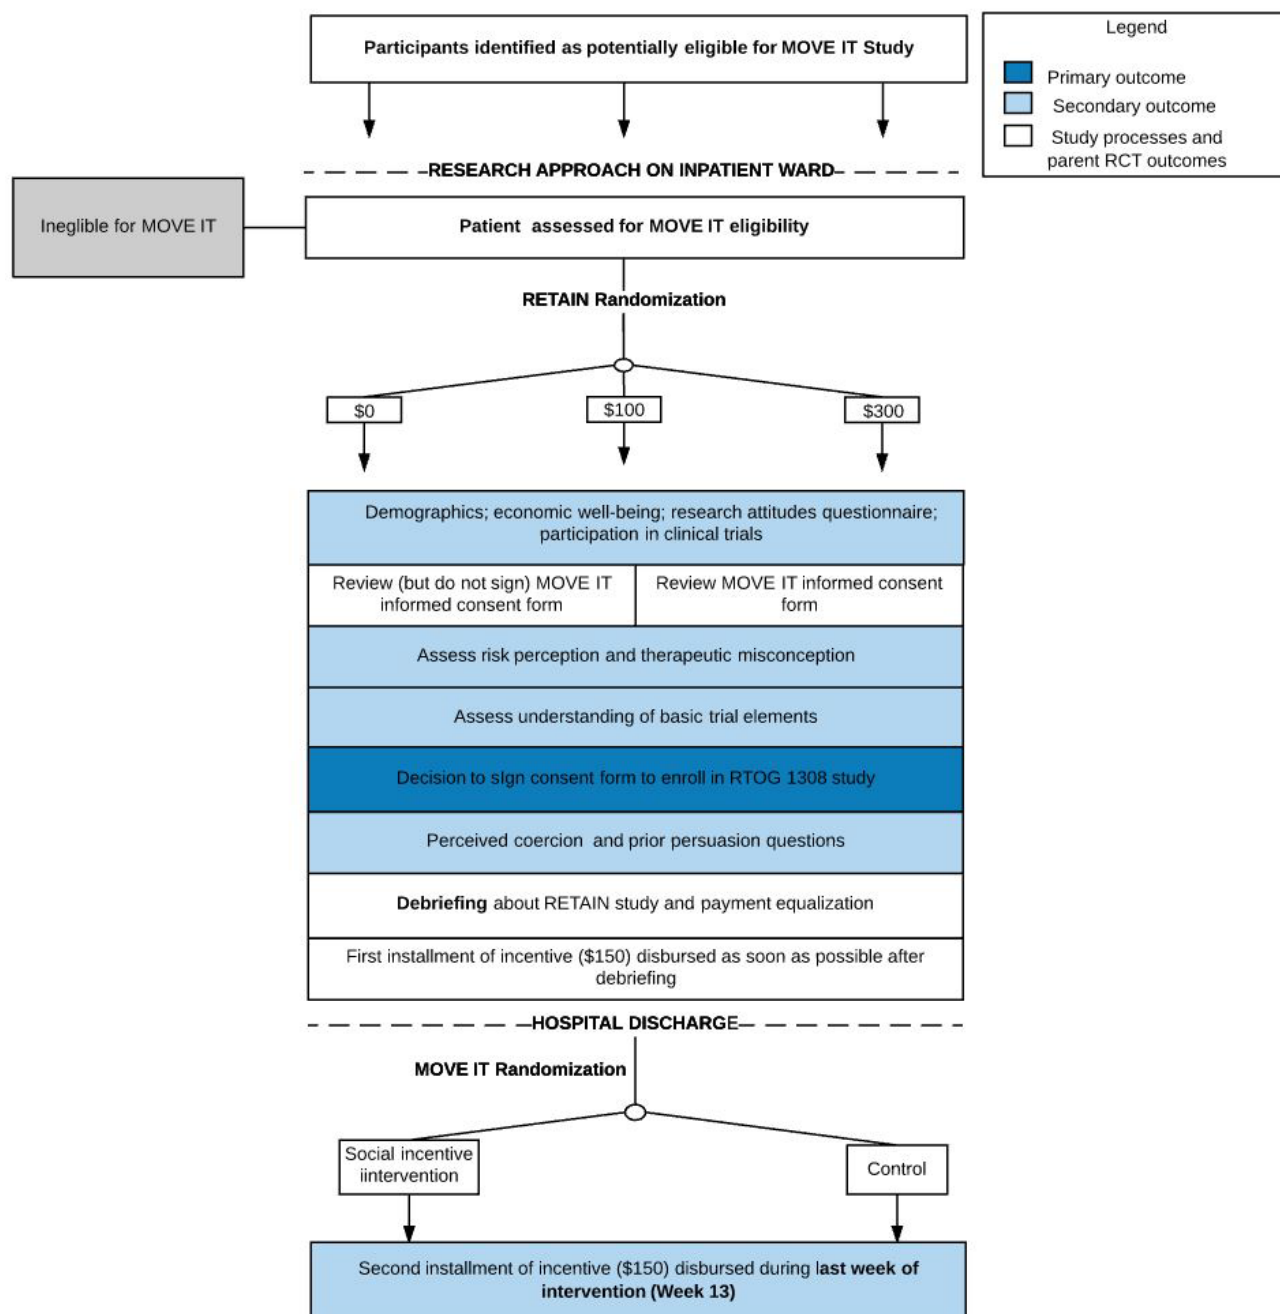 Participants identified as potentially eligible for MOVE IT Study
Legend
Primary outcome
Secondary outcome
Study processes and
parent RCT outcomes
RESEARCH APPROACH ON INPATIENT WARD
Ineglible for MOVE IT
Patient assessed for MOVE IT eligibility
RETAIN Randomization
$0
$100
$300
Demographics; economic well-being; research attitudes questionnaire;
participation in clinical trials
Review (but do not sign) MOVE IT
informed consent form
Review MOVE IT informed consent
form
Assess risk perception and therapeutic misconception
Assess understanding of basic trial elements
Decision to sIgn consent form to enroll in RTOG 1308 study
Perceived coercion and prior persuasion questions
Debriefing about RETAIN study and payment equalization
First installment of incentive ($150) disbursed as soon as possible after
debriefing
HOSPITAL DISCHARGE
MOVE IT Randomization
Social incentive
iintervention
Control
Second installment of incentive ($150) disbursed during last week of
intervention (Week 13)